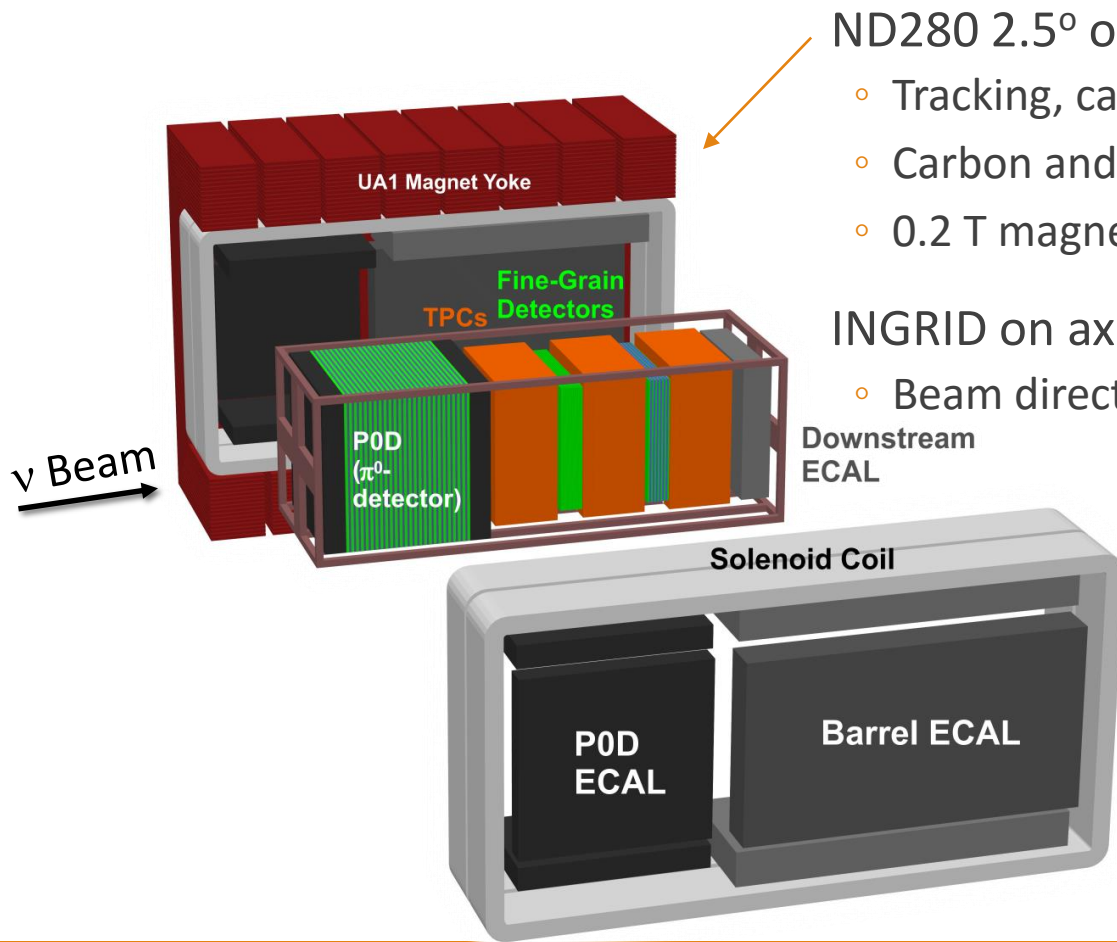 ND280 2.5º o
◦ Tracking, ca
◦ Carbon and
◦ 0.2 T magne
INGRID on ax
◦ Beam direct
UA1 Magnet Yoke
Fine-Grain
Detectors
TPCs
P0D
(π⁰-
detector)
ν Beam
Downstream
ECAL
Solenoid Coil
P0D
ECAL
Barrel ECAL